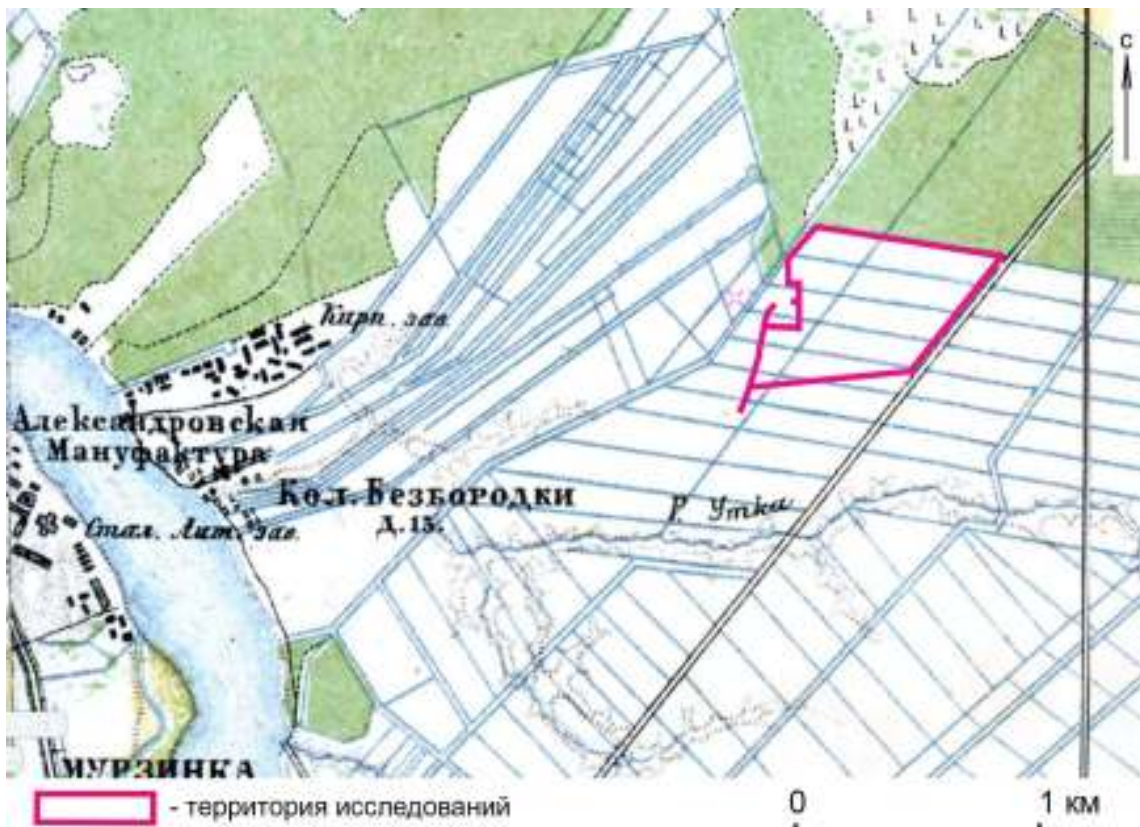 с
Кирп. зав.
Александровская
Мануфактура
Кол. Безбородки
д. 15.
Р. Утка
Стал. Лит. зав.
МУРЗИНКА
- территория исследований
0
1 км